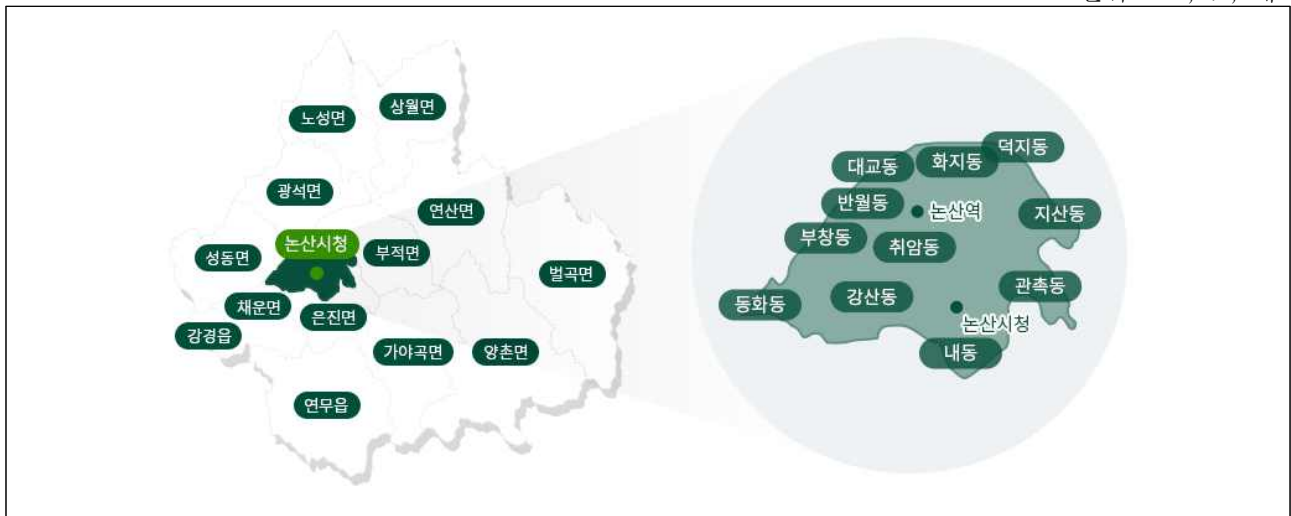 노성면
상월면
광석면
연산면
논산시청
부적면
성동면
벌곡면
채운면
은진면
강경읍
가야곡면
양촌면
연무읍
덕지동
화지동
대교동
반월동
논산역
지산동
부창동
취암동
관촉동
강산동
등화동
논산시청
내동